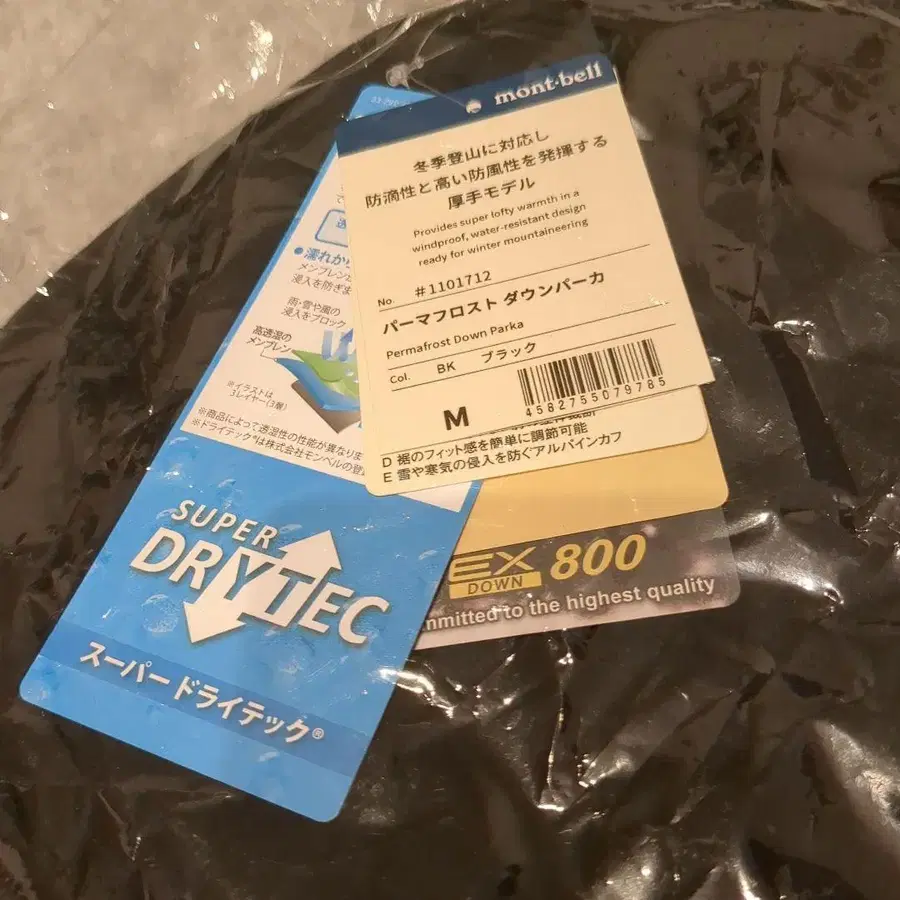 mont-bell
冬季登山に対応し
防滴性と高い防風性を発揮する
厚手モデル
Provides super lofty warmth in a
windproof, water-resistant design
ready for winter mountaineering
No. #1101712
パーマフロスト ダウンパーカ
Permafrost Down Parka
Col. BK ブラック
M
4582755079785
D 裾のフィット感を簡単に調節可能
E 雪や寒気の侵入を防ぐアルパインカフ
EX 800
DOWN
mmitted to the highest quality
●濡れから
メンブレン
浸入を防ぎま
雨・雪や風の
浸入をブロック
高透湿の
メンブレン
※イラストは
3レイヤー(3層)
※商品によって透湿性の性能が異なりま
※ドライテック®は株式会社モンベルの登
SUPER
DRYTEC
スーパードライテック®